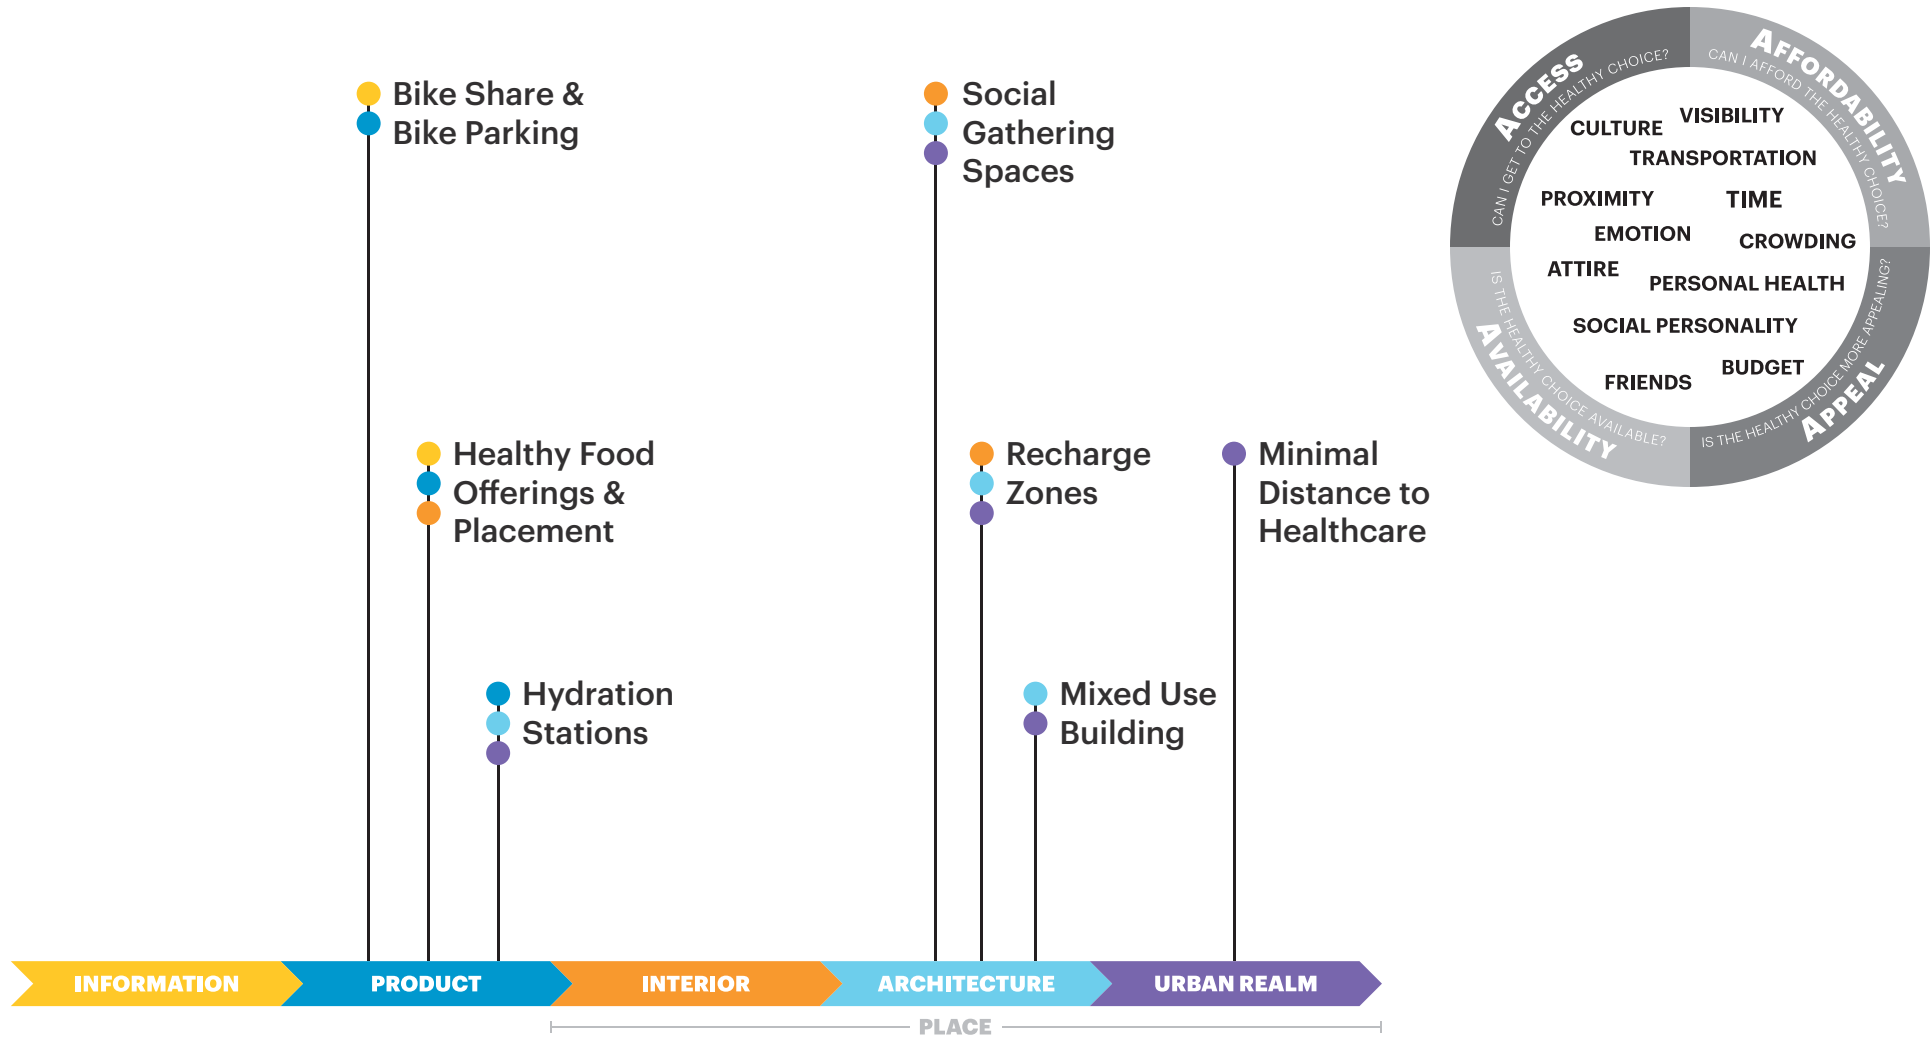 Bike Share &
Bike Parking
Social
Gathering
Spaces
Healthy Food
Offerings &
Placement
Recharge
Zones
Minimal
Distance to
Healthcare
Hydration
Stations
Mixed Use
Building
INFORMATION
PRODUCT
INTERIOR
ARCHITECTURE
URBAN REALM
PLACE
ACCESS
CAN I GET TO THE HEALTHY CHOICE?
AFFORDABILITY
CAN I AFFORD THE HEALTHY CHOICE?
VISIBILITY
CULTURE
TRANSPORTATION
PROXIMITY
TIME
EMOTION
CROWDING
ATTIRE
PERSONAL HEALTH
SOCIAL PERSONALITY
BUDGET
FRIENDS
IS THE HEALTHY CHOICE AVAILABLE?
AVAILABILITY
IS THE HEALTHY CHOICE MORE APPEALING?
APPEAL